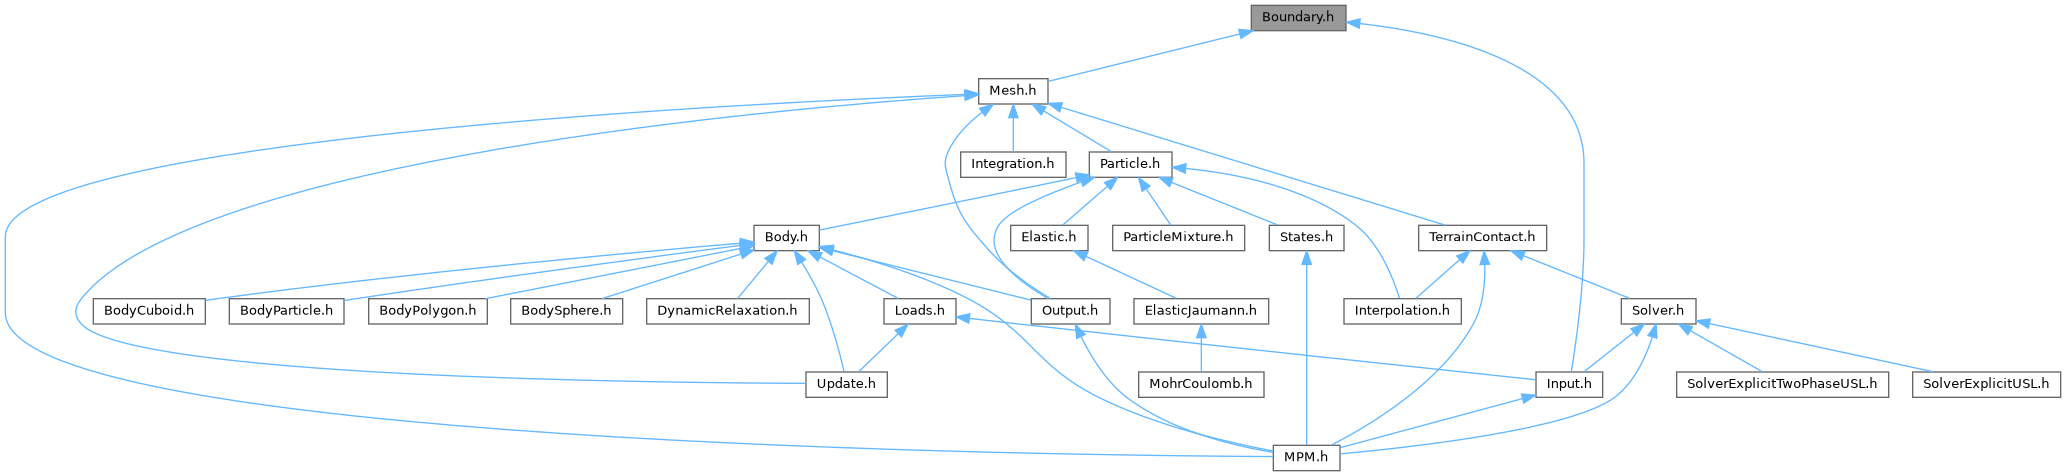 Boundary.h
Mesh.h
Integration.h
Particle.h
Body.h
Elastic.h
ParticleMixture.h
States.h
TerrainContact.h
BodyCuboid.h
BodyParticle.h
BodyPolygon.h
BodySphere.h
DynamicRelaxation.h
Loads.h
Output.h
ElasticJaumann.h
Interpolation.h
Solver.h
Update.h
MohrCoulomb.h
Input.h
SolverExplicitTwoPhaseUSL.h
SolverExplicitUSL.h
MPM.h